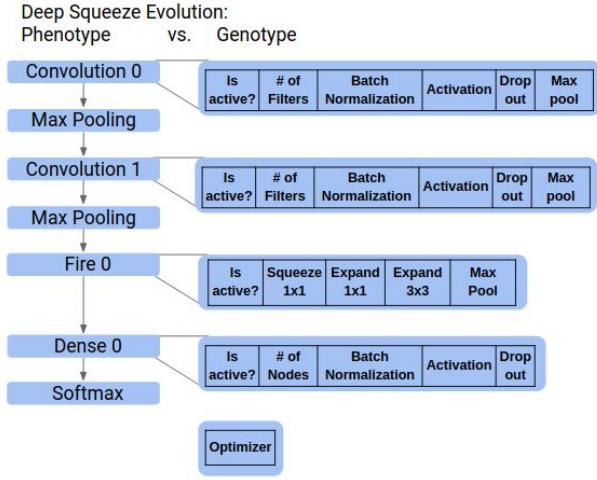 Deep Squeeze Evolution:
Phenotype vs. Genotype
Convolution 0
Is active? # of Filters Batch Normalization Activation Drop out Max pool
Max Pooling
Convolution 1
Is active? # of Filters Batch Normalization Activation Drop out Max pool
Max Pooling
Fire 0
Is active? Squeeze 1x1 Expand 1x1 Expand 3x3 Max Pool
Dense 0
Is active? # of Nodes Batch Normalization Activation Drop out
Softmax
Optimizer